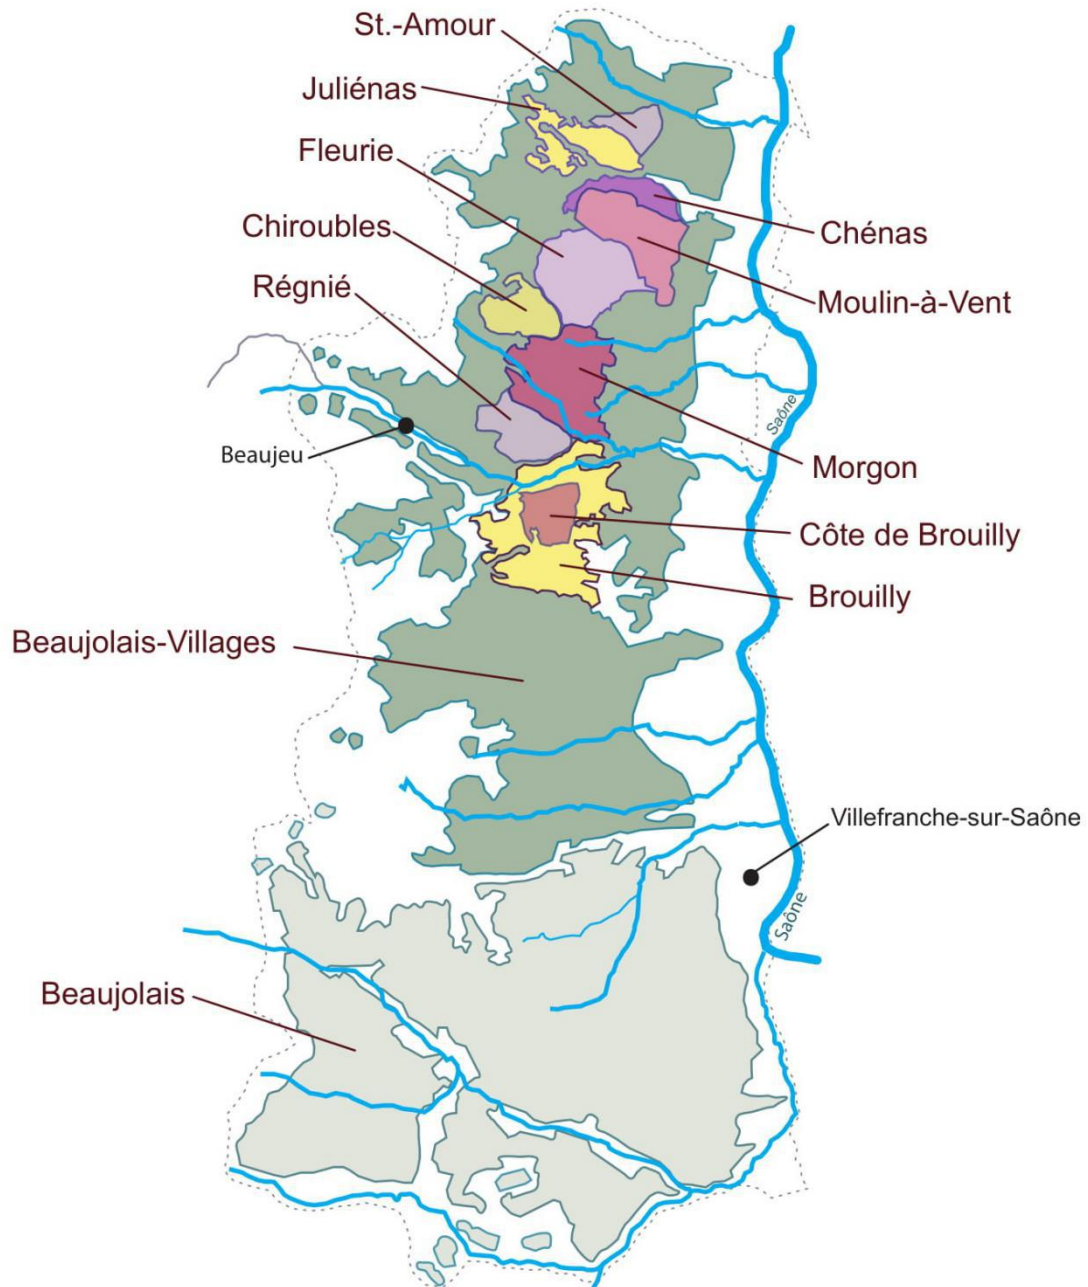 St.-Amour
Juliénas
Fleurie
Chiroubles
Chénas
Régnié
Moulin-à-Vent
Saône
Beaujeu
Morgon
Côte de Brouilly
Brouilly
Beaujolais-Villages
Villefranche-sur-Saône
Saône
Beaujolais